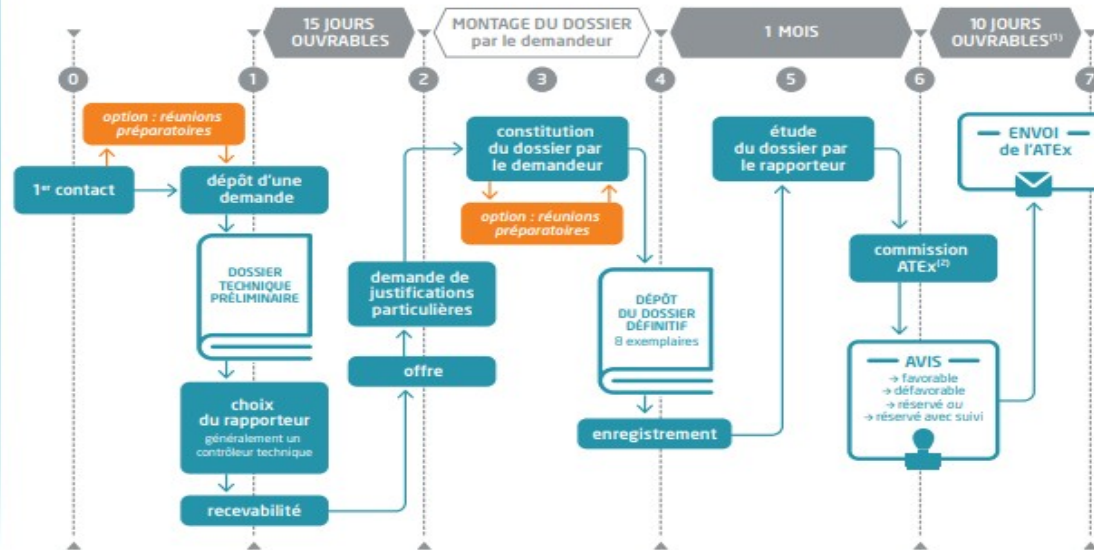 15 JOURS
OUVRABLES
MONTAGE DU DOSSIER
par le demandeur
1 MOIS
10 JOURS
OUVRABLES(1)
0
1
2
3
4
5
6
7
option : réunions
préparatoires
1er contact
dépôt d'une
demande
DOSSIER
TECHNIQUE
PRÉLIMINAIRE
choix
du rapporteur
généralement un
contrôleur technique
recevabilité
offre
demande de
justifications
particulières
constitution
du dossier par
le demandeur
option : réunions
préparatoires
DÉPÔT
DU DOSSIER
DÉFINITIF
8 exemplaires
enregistrement
étude
du dossier par
le rapporteur
commission
ATEx(2)
AVIS
→ favorable
→ défavorable
→ réservé ou
→ réservé avec suivi
ENVOI
de l'ATEx